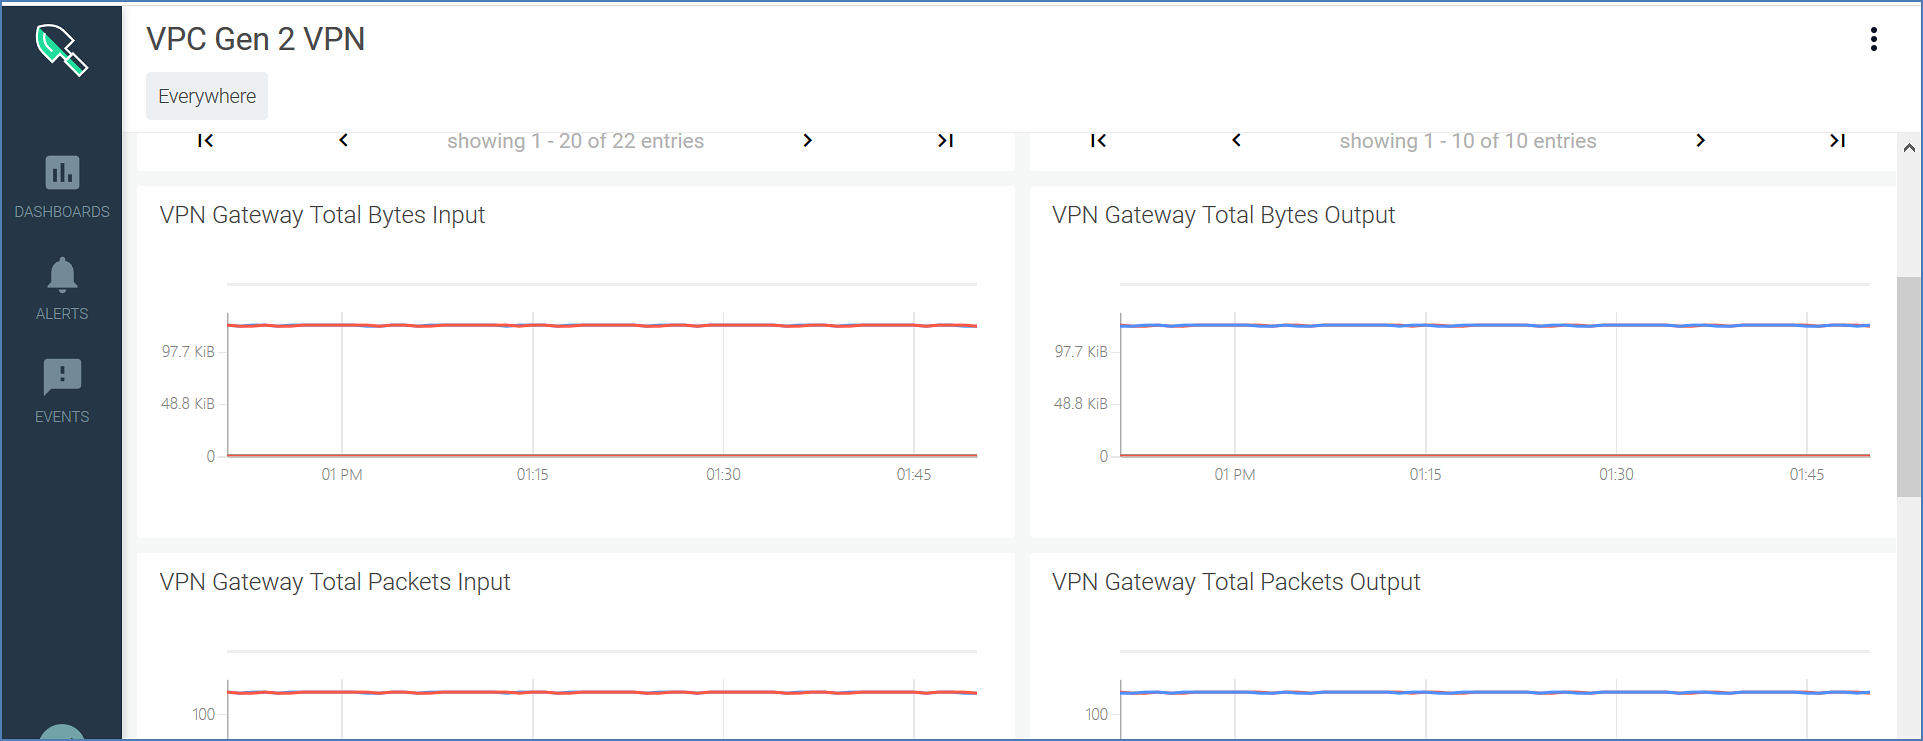 VPC Gen 2 VPN
Everywhere
DASHBOARDS
ALERTS
EVENTS
showing 1 - 20 of 22 entries
showing 1 - 10 of 10 entries
VPN Gateway Total Bytes Input
97.7 KiB
48.8 KiB
0
01 PM 01:15 01:30 01:45
VPN Gateway Total Bytes Output
97.7 KiB
48.8 KiB
0
01 PM 01:15 01:30 01:45
VPN Gateway Total Packets Input
100
VPN Gateway Total Packets Output
100